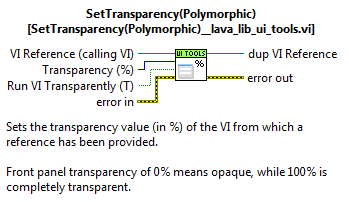 SetTransparency(Polymorphic)
[SetTransparency(Polymorphic)__lava_lib_ui_tools.vi]
VI Reference (calling VI)
Transparency (%)
Run VI Transparently (T)
error in
UI TOOLS
%
dup VI Reference
error out
Sets the transparency value (in %) of the VI from which a
reference has been provided.
Front panel transparency of 0% means opaque, while 100% is
completely transparent.